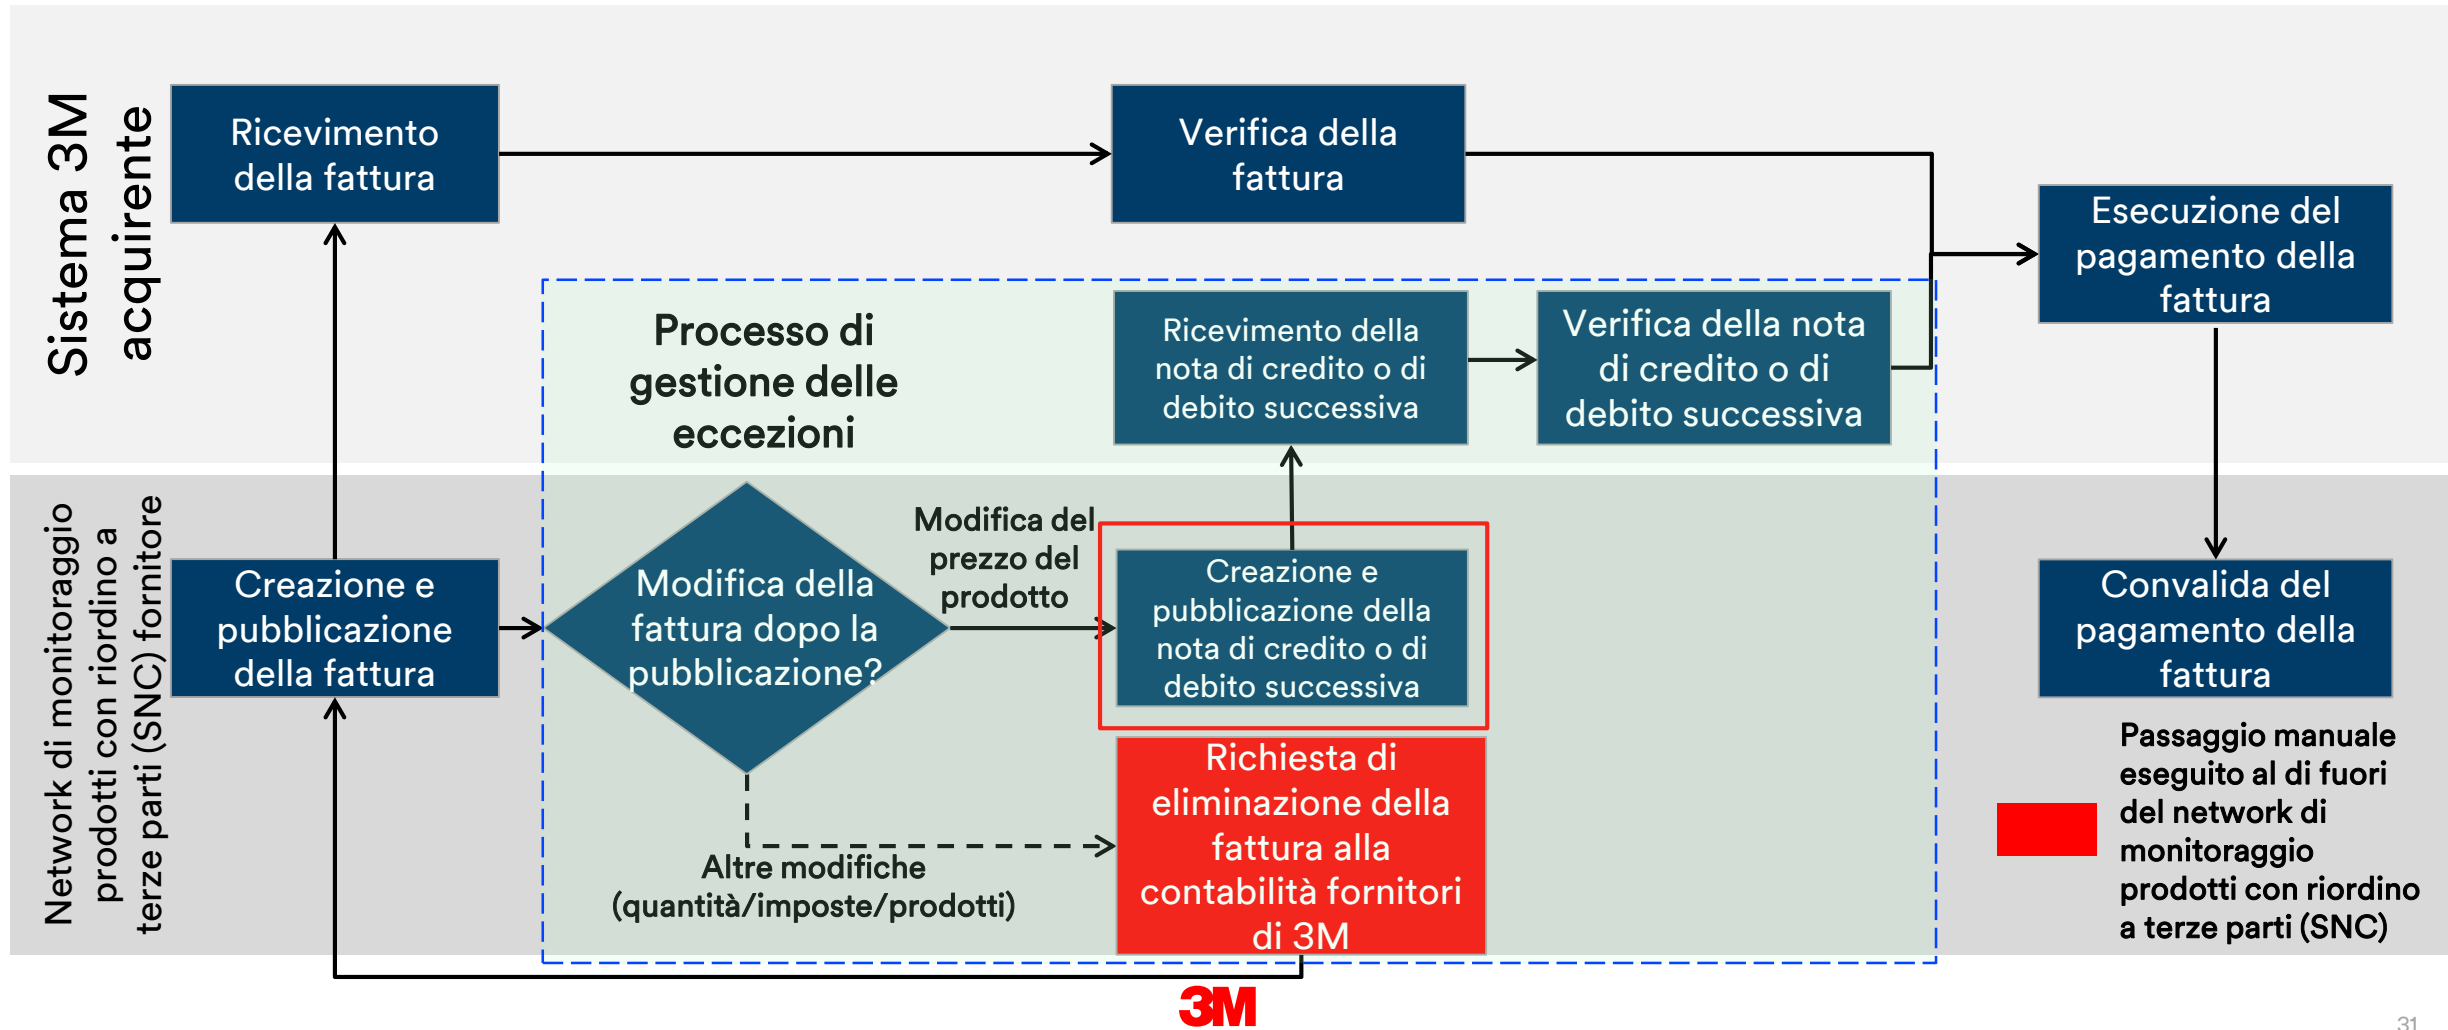 Sistema 3M
acquirente
Ricevimento
della fattura
Verifica della
fattura
Esecuzione del
pagamento della
fattura
Processo di
gestione delle
eccezioni
Ricevimento della
nota di credito o di
debito successiva
Verifica della nota
di credito o di
debito successiva
Network di monitoraggio
prodotti con riordino a
terze parti (SNC) fornitore
Creazione e
pubblicazione
della fattura
Modifica della
fattura dopo la
pubblicazione?
Modifica del
prezzo del
prodotto
Creazione e
pubblicazione della
nota di credito o di
debito successiva
Convalida del
pagamento della
fattura
Altre modifiche
(quantità/imposte/prodotti)
Richiesta di
eliminazione della
fattura alla
contabilità fornitori
di 3M
Passaggio manuale
eseguito al di fuori
del network di
monitoraggio
prodotti con riordino
a terze parti (SNC)
3M
31